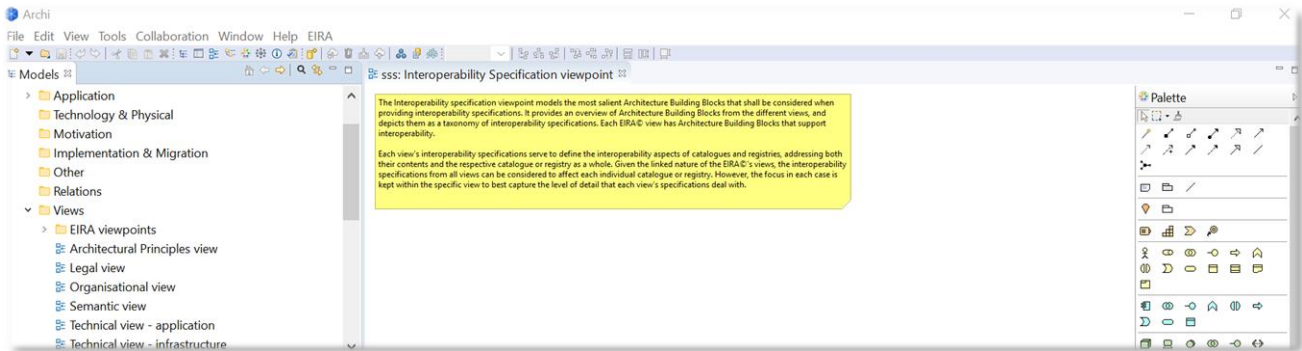 Archi
File Edit View Tools Collaboration Window Help EIRA
Models
sss: Interoperability Specification viewpoint
Application
Technology & Physical
Motivation
Implementation & Migration
Other
Relations
Views
EIRA viewpoints
Architectural Principles view
Legal view
Organisational view
Semantic view
Technical view - application
Technical view - infrastructure
The Interoperability specification viewpoint models the most salient Architecture Building Blocks that shall be considered when
providing interoperability specifications. It provides an overview of Architecture Building Blocks from the different views, and
depicts them as a taxonomy of interoperability specifications. Each EIRA© view has Architecture Building Blocks that support
interoperability.
Each view's interoperability specifications serve to define the interoperability aspects of catalogues and registries, addressing both
their contents and the respective catalogue or registry as a whole. Given the linked nature of the EIRA©'s views, the interoperability
specifications from all views can be considered to affect each individual catalogue or registry. However, the focus in each case is
kept within the specific view to best capture the level of detail that each view's specifications deal with.
Palette